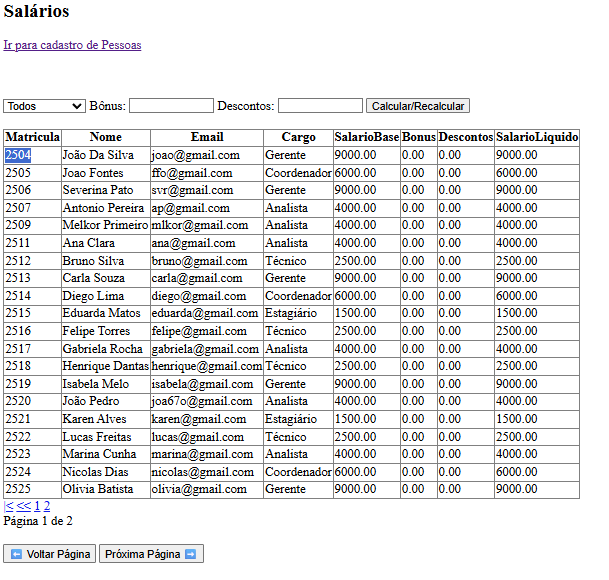 Salários
Ir para cadastro de Pessoas
Todos Bônus: Descontos: Calcular/Recalcular
Matricula Nome Email Cargo SalarioBase Bonus Descontos SalarioLiquido
2504 João Da Silva joao@gmail.com Gerente 9000.00 0.00 0.00 9000.00
2505 Joao Fontes ffo@gmail.com Coordenador 6000.00 0.00 0.00 6000.00
2506 Severina Pato svr@gmail.com Gerente 9000.00 0.00 0.00 9000.00
2507 Antonio Pereira ap@gmail.com Analista 4000.00 0.00 0.00 4000.00
2509 Melkor Primeiro mlkor@gmail.com Analista 4000.00 0.00 0.00 4000.00
2511 Ana Clara ana@gmail.com Analista 4000.00 0.00 0.00 4000.00
2512 Bruno Silva bruno@gmail.com Técnico 2500.00 0.00 0.00 2500.00
2513 Carla Souza carla@gmail.com Gerente 9000.00 0.00 0.00 9000.00
2514 Diego Lima diego@gmail.com Coordenador 6000.00 0.00 0.00 6000.00
2515 Eduarda Matos eduarda@gmail.com Estagiário 1500.00 0.00 0.00 1500.00
2516 Felipe Torres felipe@gmail.com Técnico 2500.00 0.00 0.00 2500.00
2517 Gabriela Rocha gabriela@gmail.com Analista 4000.00 0.00 0.00 4000.00
2518 Henrique Dantas henrique@gmail.com Técnico 2500.00 0.00 0.00 2500.00
2519 Isabela Melo isabela@gmail.com Gerente 9000.00 0.00 0.00 9000.00
2520 João Pedro joa67o@gmail.com Analista 4000.00 0.00 0.00 4000.00
2521 Karen Alves karen@gmail.com Estagiário 1500.00 0.00 0.00 1500.00
2522 Lucas Freitas lucas@gmail.com Técnico 2500.00 0.00 0.00 2500.00
2523 Marina Cunha marina@gmail.com Analista 4000.00 0.00 0.00 4000.00
2524 Nicolas Dias nicolas@gmail.com Coordenador 6000.00 0.00 0.00 6000.00
2525 Olivia Batista olivia@gmail.com Gerente 9000.00 0.00 0.00 9000.00
|< << 1 2
Página 1 de 2
⬅️ Voltar Página Próxima Página ➡️